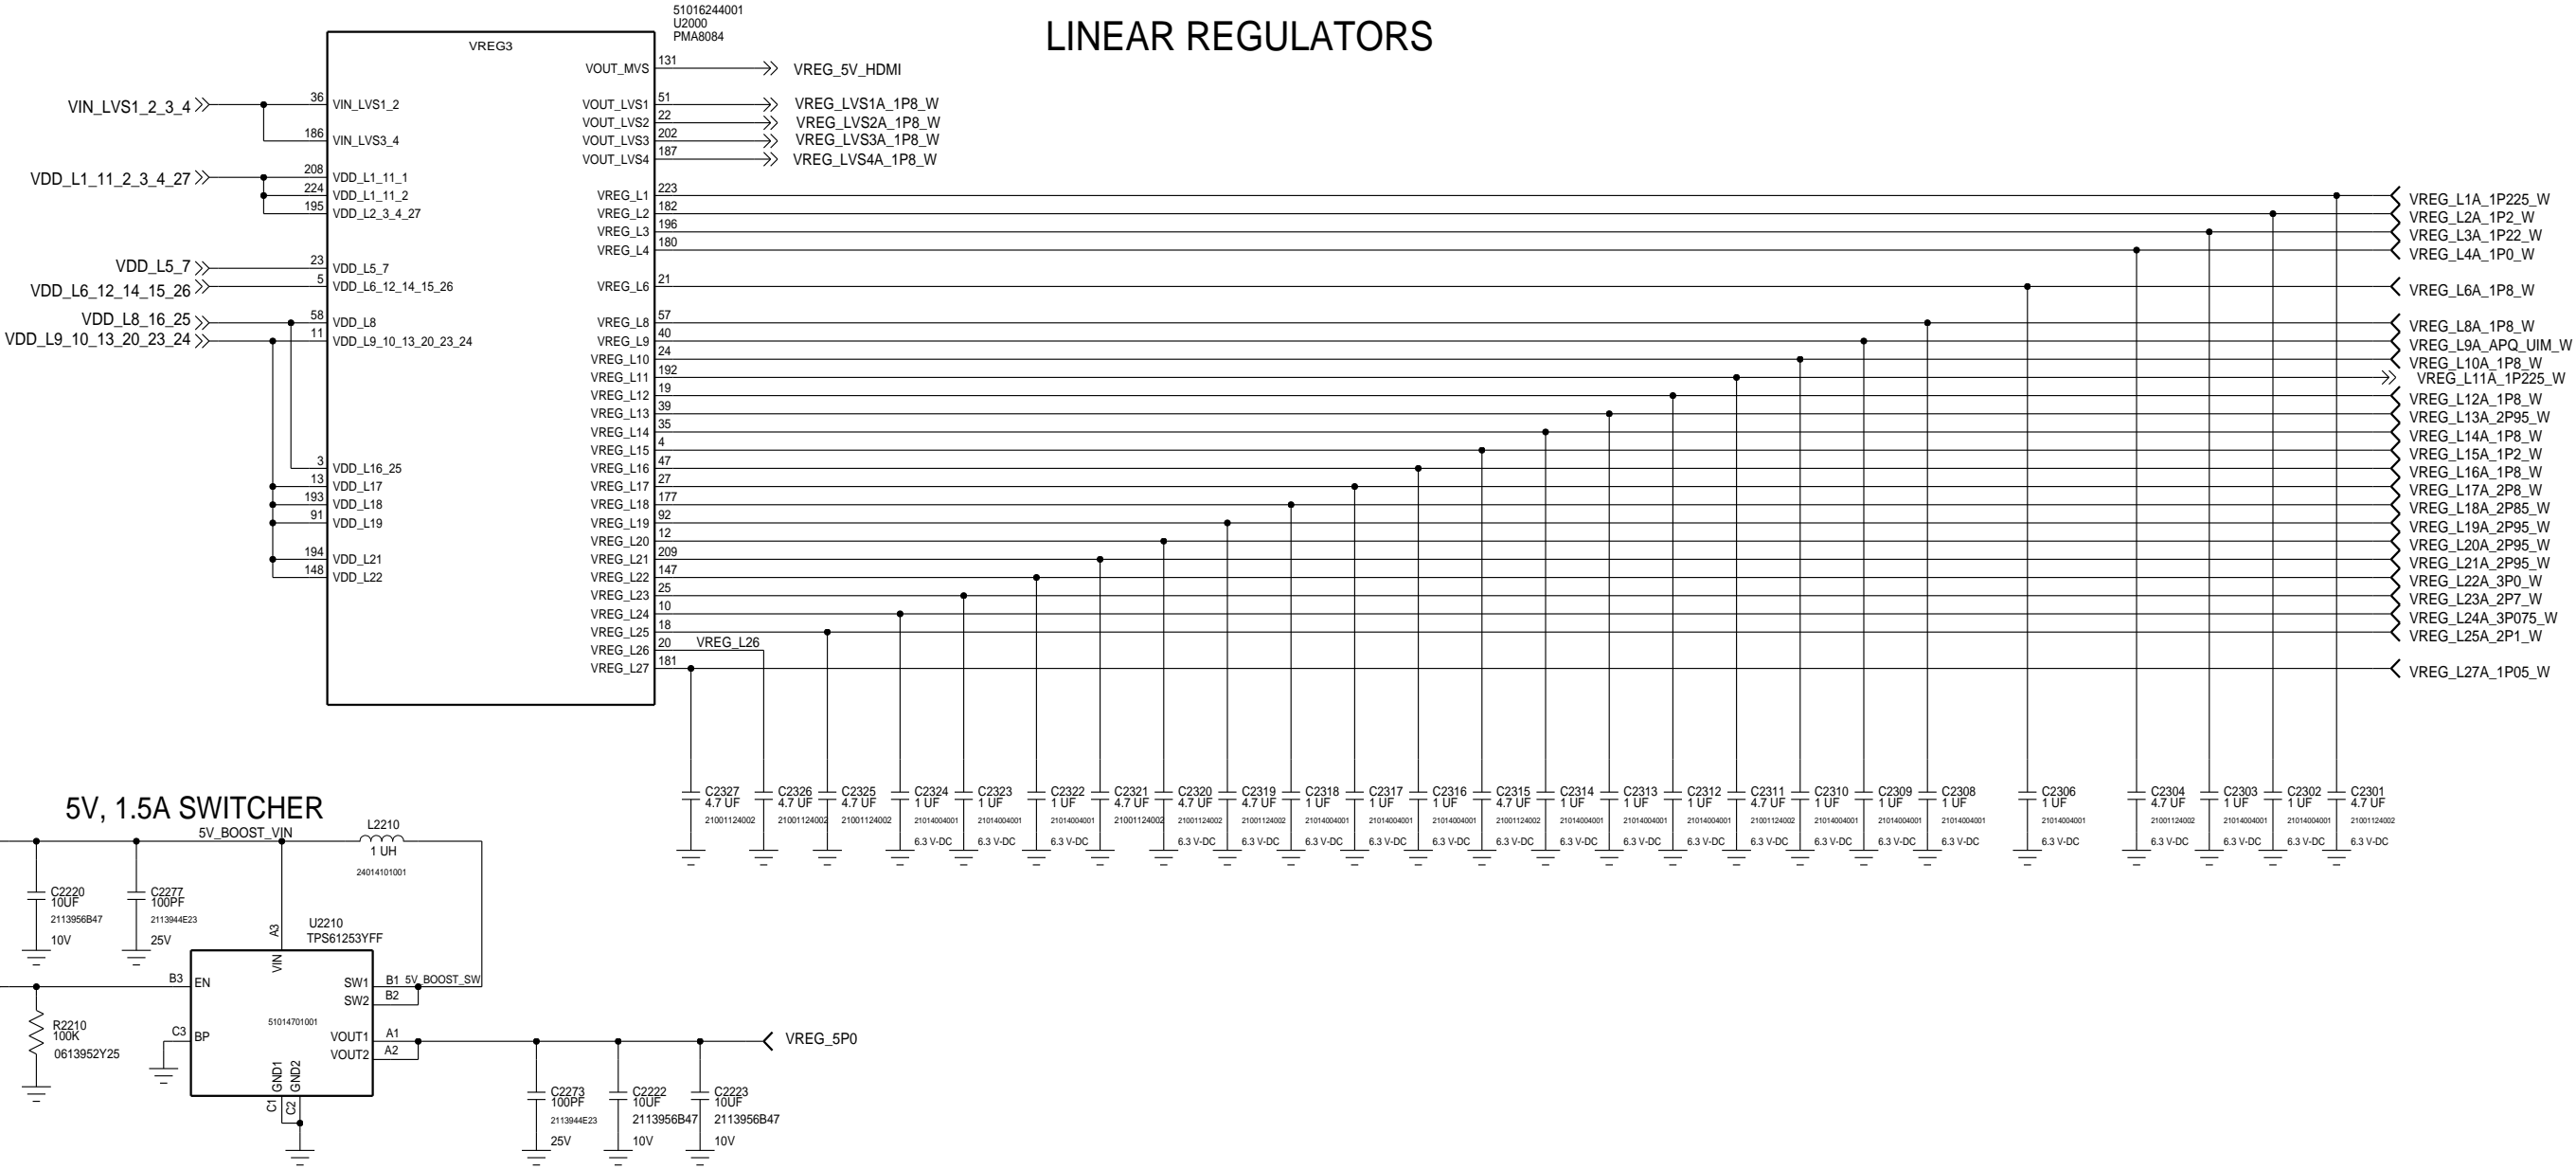 51016244001
U2000
PMA8084
LINEAR REGULATORS
VREG3
VOUT_MVS 131 VREG_5V_HDMI
VIN_LVS1_2_3_4 36 VIN_LVS1_2 VOUT_LVS1 51 VREG_LVS1A_1P8_W
VOUT_LVS2 22 VREG_LVS2A_1P8_W
186 VIN_LVS3_4 VOUT_LVS3 202 VREG_LVS3A_1P8_W
VOUT_LVS4 187 VREG_LVS4A_1P8_W
VDD_L1_11_2_3_4_27 208 VDD_L1_11_1
224 VDD_L1_11_2 VREG_L1 223 VREG_L1A_1P225_W
195 VDD_L2_3_4_27 VREG_L2 182 VREG_L2A_1P2_W
VREG_L3 196 VREG_L3A_1P22_W
VREG_L4 180 VREG_L4A_1P0_W
VDD_L5_7 23 VDD_L5_7
VDD_L6_12_14_15_26 5 VDD_L6_12_14_15_26 VREG_L6 21 VREG_L6A_1P8_W
VDD_L8_16_25 58 VDD_L8 VREG_L8 57 VREG_L8A_1P8_W
VDD_L9_10_13_20_23_24 11 VDD_L9_10_13_20_23_24 VREG_L9 40 VREG_L9A_APQ_UIM_W
VREG_L10 24 VREG_L10A_1P8_W
VREG_L11 192 VREG_L11A_1P225_W
VREG_L12 19 VREG_L12A_1P8_W
VREG_L13 39 VREG_L13A_2P95_W
VREG_L14 35 VREG_L14A_1P8_W
VREG_L15 4 VREG_L15A_1P2_W
3 VDD_L16_25 VREG_L16 47 VREG_L16A_1P8_W
13 VDD_L17 VREG_L17 27 VREG_L17A_2P8_W
193 VDD_L18 VREG_L18 177 VREG_L18A_2P85_W
91 VDD_L19 VREG_L19 92 VREG_L19A_2P95_W
VREG_L20 12 VREG_L20A_2P95_W
194 VDD_L21 VREG_L21 209 VREG_L21A_2P95_W
148 VDD_L22 VREG_L22 147 VREG_L22A_3P0_W
VREG_L23 25 VREG_L23A_2P7_W
VREG_L24 10 VREG_L24A_3P075_W
VREG_L25 18 VREG_L25A_2P1_W
VREG_L26 20 VREG_L26
VREG_L27 181 VREG_L27A_1P05_W
C2327 C2326 C2325 C2324 C2323 C2322 C2321 C2320 C2319 C2318 C2317 C2316 C2315 C2314 C2313 C2312 C2311 C2310 C2309 C2308 C2306 C2304 C2303 C2302 C2301
4.7 UF 4.7 UF 4.7 UF 1 UF 1 UF 1 UF 4.7 UF 4.7 UF 4.7 UF 1 UF 1 UF 1 UF 4.7 UF 1 UF 1 UF 1 UF 4.7 UF 1 UF 1 UF 1 UF 1 UF 4.7 UF 1 UF 1 UF 4.7 UF
21001124002 21001124002 21001124002 21014004001 21014004001 21014004001 21001124002 21001124002 21001124002 21014004001 21014004001 21014004001 21001124002 21014004001 21014004001 21014004001 21001124002 21014004001 21014004001 21014004001 21014004001 21001124002 21014004001 21014004001 21001124002
6.3 V-DC 6.3 V-DC 6.3 V-DC 6.3 V-DC 6.3 V-DC 6.3 V-DC 6.3 V-DC 6.3 V-DC 6.3 V-DC 6.3 V-DC 6.3 V-DC 6.3 V-DC 6.3 V-DC 6.3 V-DC 6.3 V-DC 6.3 V-DC 6.3 V-DC 6.3 V-DC 6.3 V-DC 6.3 V-DC 6.3 V-DC
5V, 1.5A SWITCHER
5V_BOOST_VIN
L2210
1 UH
24014101001
C2220
10UF
2113956B47
10V
C2277
100PF
2113944E23
25V
U2210
TPS61253YFF
A3
VIN
B3 EN
SW1 B1 5V_BOOST_SW
SW2 B2
51014701001
C3 BP
VOUT1 A1
VOUT2 A2
VREG_5P0
GND1
GND2
C1
C2
R2210
100K
0613952Y25
C2273
100PF
2113944E23
25V
C2222
10UF
2113956B47
10V
C2223
10UF
2113956B47
10V